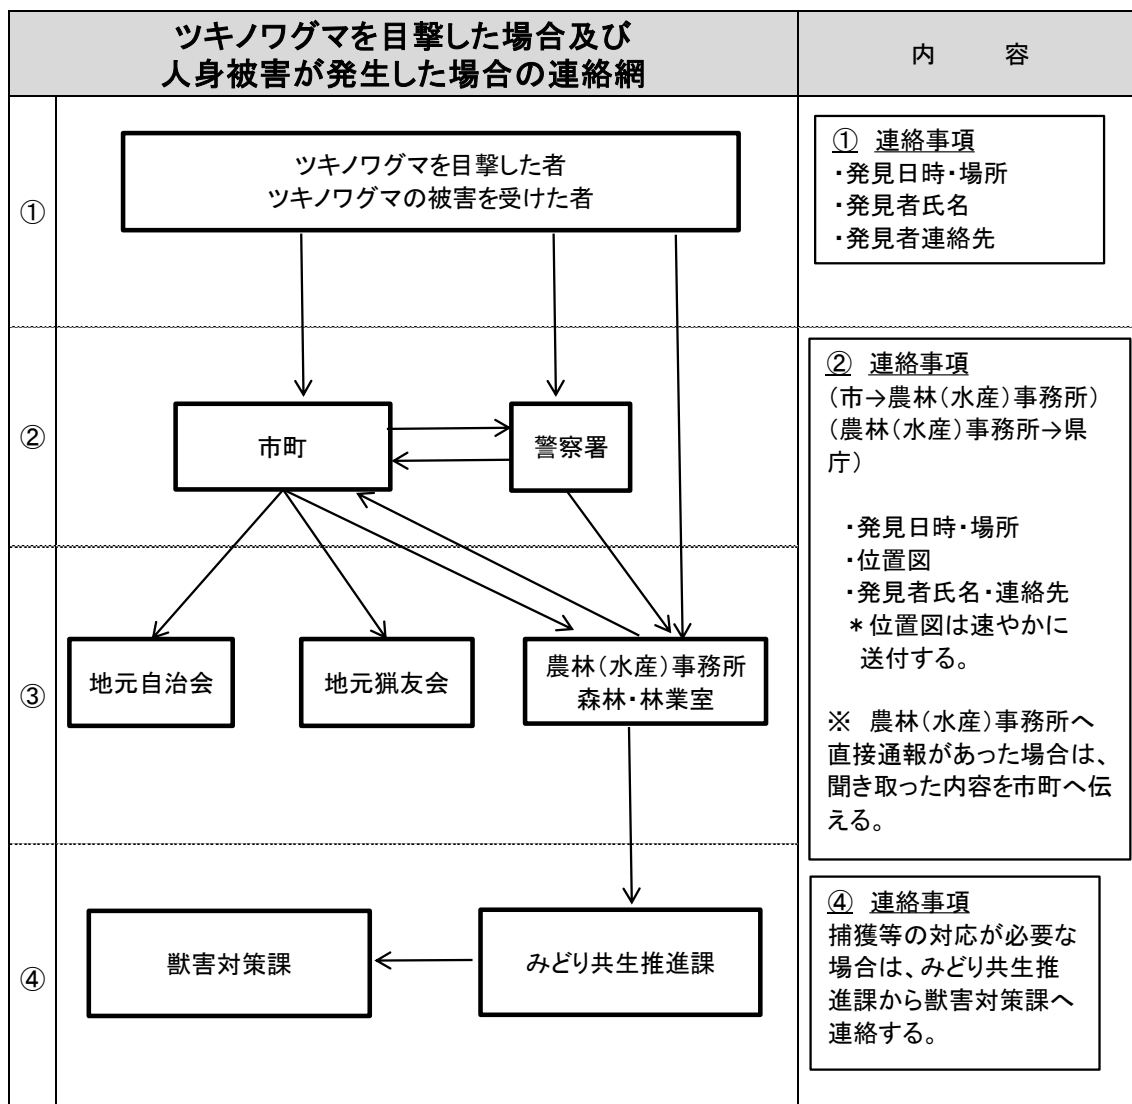 ツキノワグマを目撃した場合及び
人身被害が発生した場合の連絡網
内　　容
①
ツキノワグマを目撃した者
ツキノワグマの被害を受けた者
① 連絡事項
・発見日時・場所
・発見者氏名
・発見者連絡先
②
市町
警察署
② 連絡事項
(市→農林(水産)事務所)
(農林(水産)事務所→県
庁)
・発見日時・場所
・位置図
・発見者氏名・連絡先
＊位置図は速やかに
送付する。
※ 農林(水産)事務所へ
直接通報があった場合は、
聞き取った内容を市町へ伝
える。
③
地元自治会
地元猟友会
農林(水産)事務所
森林・林業室
④
獣害対策課
みどり共生推進課
④ 連絡事項
捕獲等の対応が必要な
場合は、みどり共生推
進課から獣害対策課へ
連絡する。